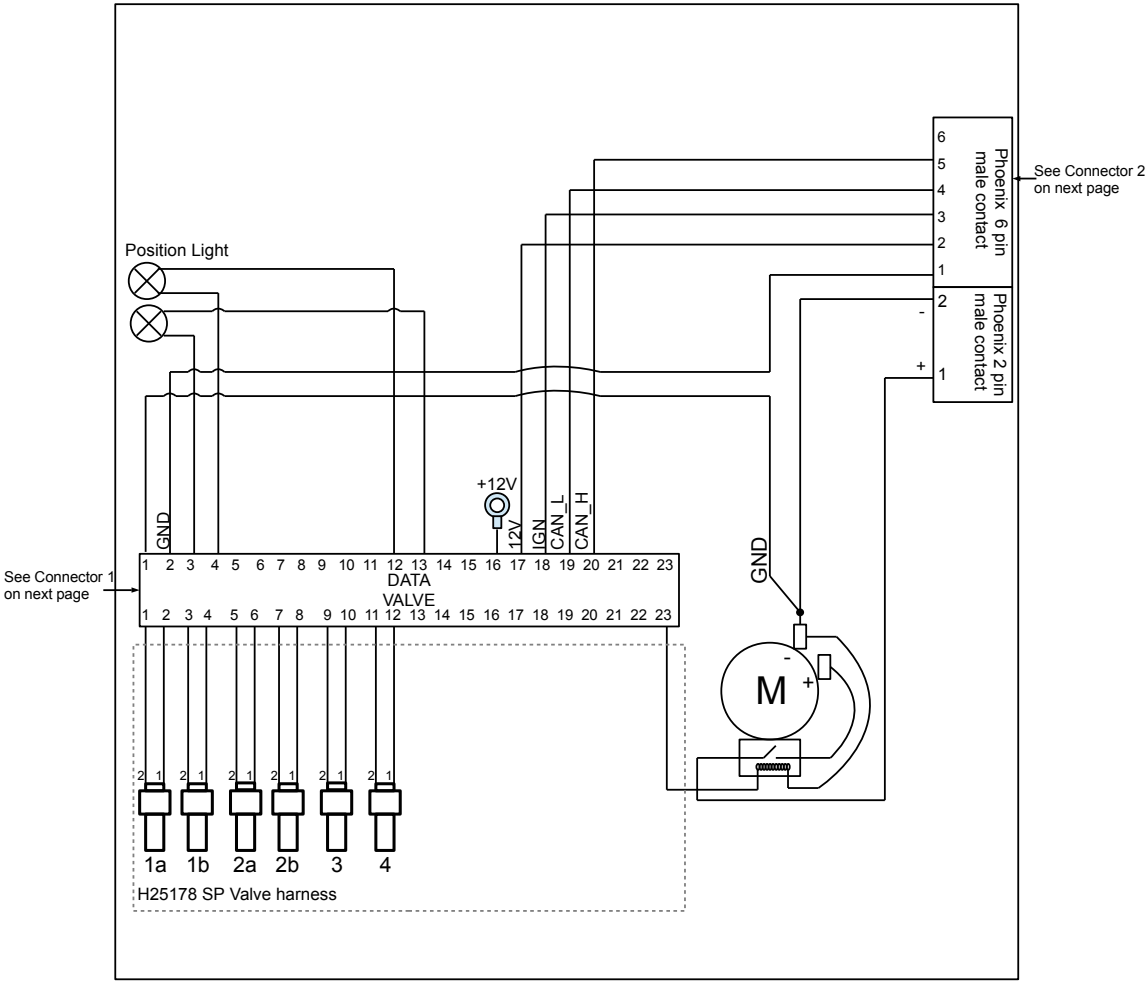 6
5
4
3
2
1
Phoenix 6 pin
male contact
See Connector 2
on next page
2
-
+
1
Phoenix 2 pin
male contact
Position Light
+12V
GND
12V
IGN
CAN_L
CAN_H
GND
1 2 3 4 5 6 7 8 9 10 11 12 13 14 15 16 17 18 19 20 21 22 23
See Connector 1
on next page
DATA
VALVE
1 2 3 4 5 6 7 8 9 10 11 12 13 14 15 16 17 18 19 20 21 22 23
-
+
M
2 1 2 1 2 1 2 1 2 1 2 1
1a 1b 2a 2b 3 4
H25178 SP Valve harness